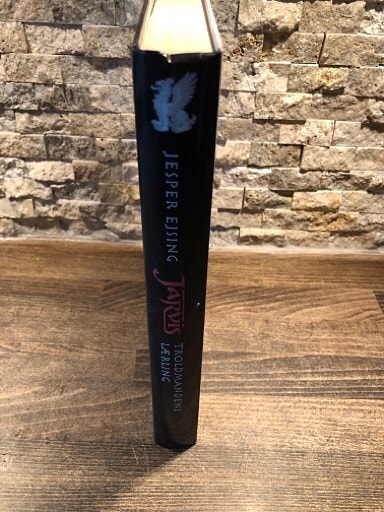 JESPER EJSING
JARVIS
TROLDMANDENS
LÆRLING